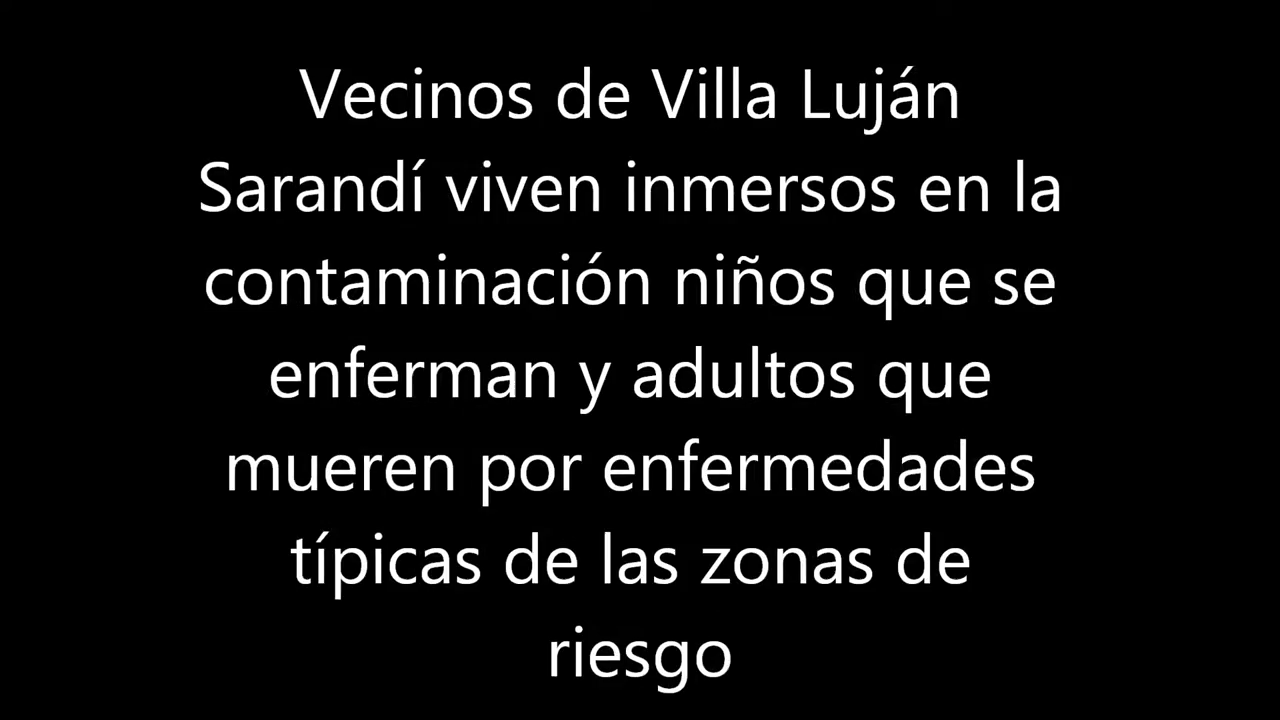 Vecinos de Villa Luján
Sarandí viven inmersos en la
contaminación niños que se
enferman y adultos que
mueren por enfermedades
típicas de las zonas de
riesgo